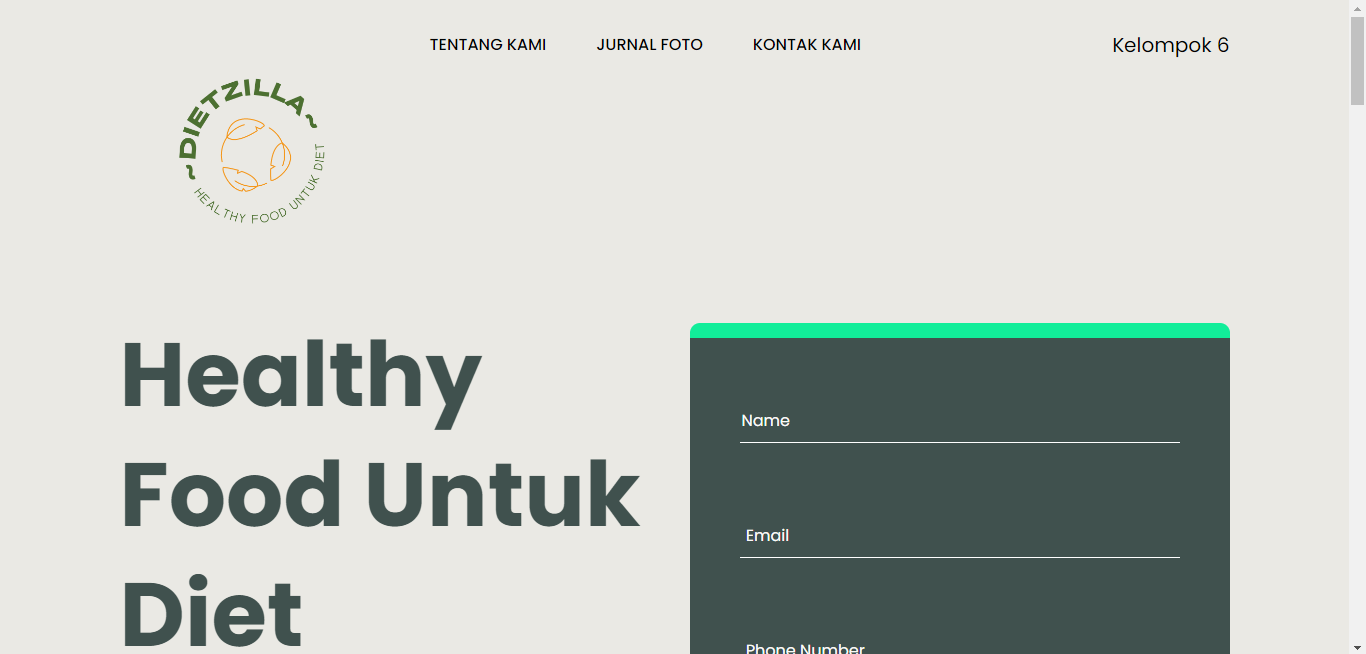 TENTANG KAMI
JURNAL FOTO
KONTAK KAMI
Kelompok 6
~DIETZILLA~
HEALTHY FOOD UNTUK DIET
Healthy
Food Untuk
Diet
Name
Email
Phone Number